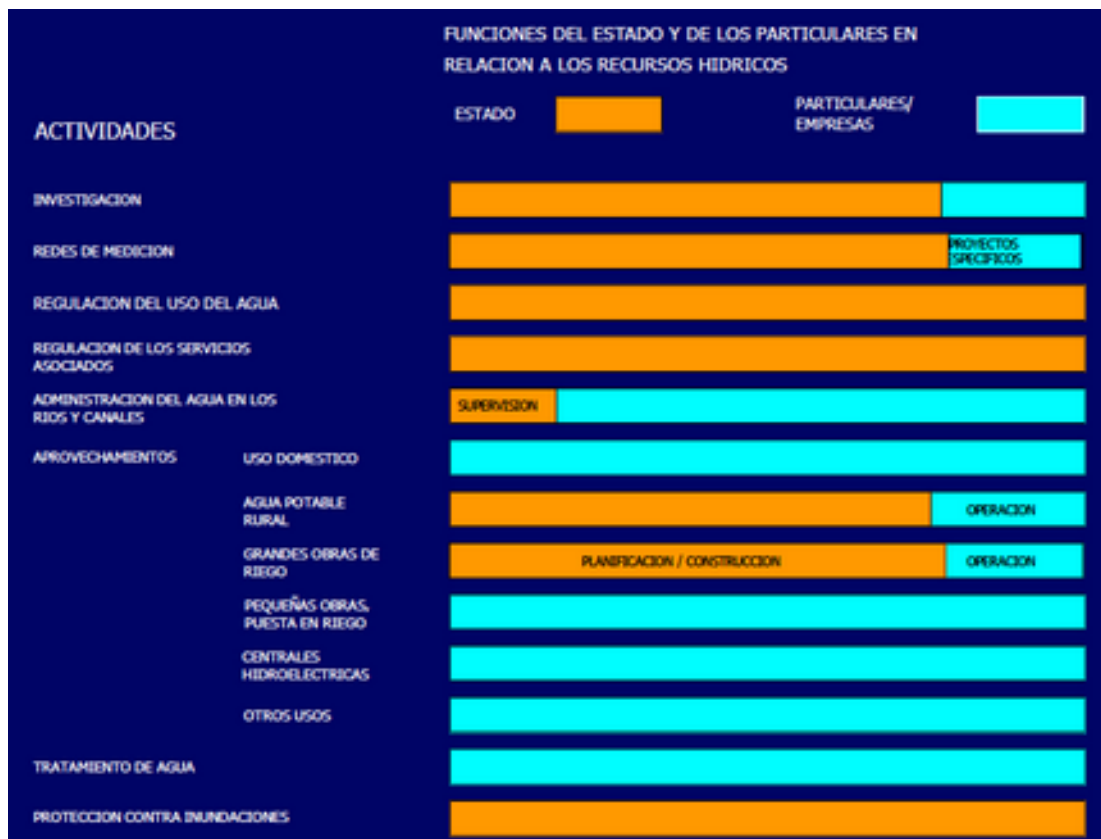 FUNCIONES DEL ESTADO Y DE LOS PARTICULARES EN
RELACION A LOS RECURSOS HIDRICOS
ESTADO
PARTICULARES/
EMPRESAS
ACTIVIDADES
INVESTIGACION
REDES DE MEDICION
PROYECTOS
ESPECIFICOS
REGULACION DEL USO DEL AGUA
REGULACION DE LOS SERVICIOS
ASOCIADOS
ADMINISTRACION DEL AGUA EN LOS
RIOS Y CANALES
SUPERVISION
APROVECHAMIENTOS
USO DOMESTICO
AGUA POTABLE
RURAL
OPERACION
GRANDES OBRAS DE
RIEGO
PLANIFICACION / CONSTRUCCION
OPERACION
PEQUEÑAS OBRAS,
PUESTA EN RIEGO
CENTRALES
HIDROELECTRICAS
OTROS USOS
TRATAMIENTO DE AGUA
PROTECCION CONTRA INUNDACIONES